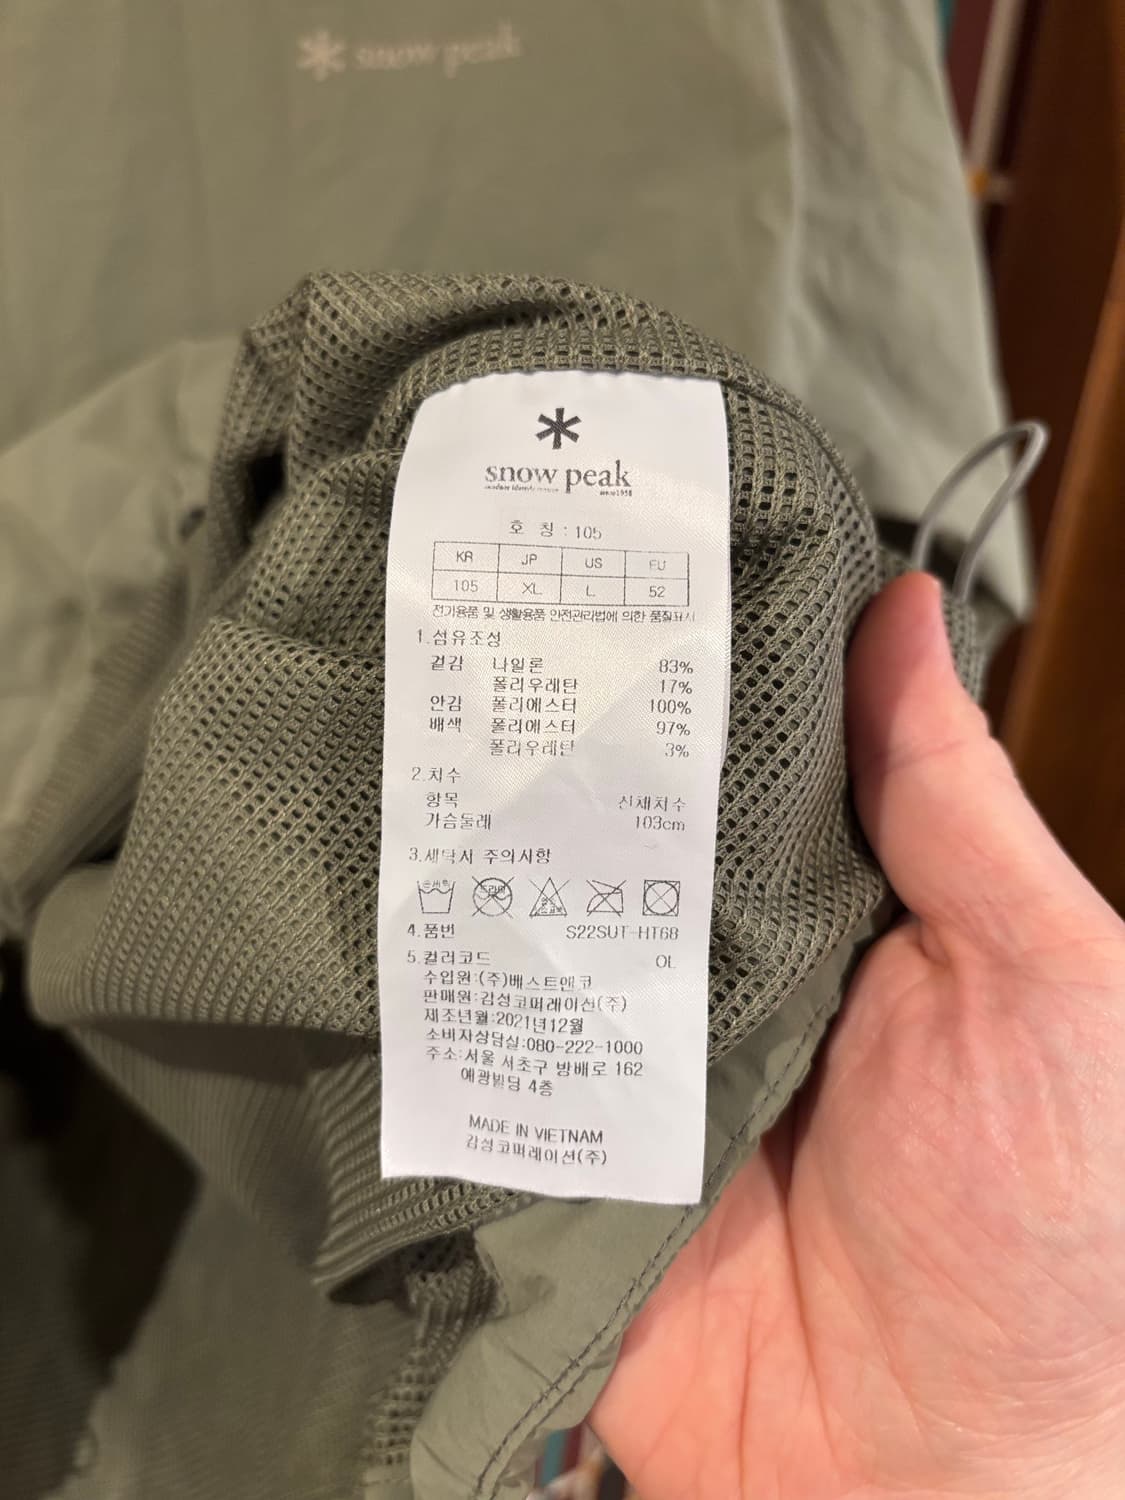 snow peak
snow peak
since 1958
호 칭 : 105
KR JP US EU
105 XL L 52
전기용품 및 생활용품 안전관리법에 의한 품질표시
1.섬유조성
겉감 나일론 83%
폴리우레탄 17%
안감 폴리에스터 100%
배색 폴리에스터 97%
폴리우레탄 3%
2.치수
항목 신체치수
가슴둘레 103cm
3.세탁시 주의사항
손세탁 드라이
4.품번 S22SUT-HT68
5.컬러코드 OL
수입원:(주)베스트앤코
판매원:감성코퍼레이션(주)
제조년월:2021년12월
소비자상담실:080-222-1000
주소:서울 서초구 방배로 162
예광빌딩 4층
MADE IN VIETNAM
감성코퍼레이션(주)